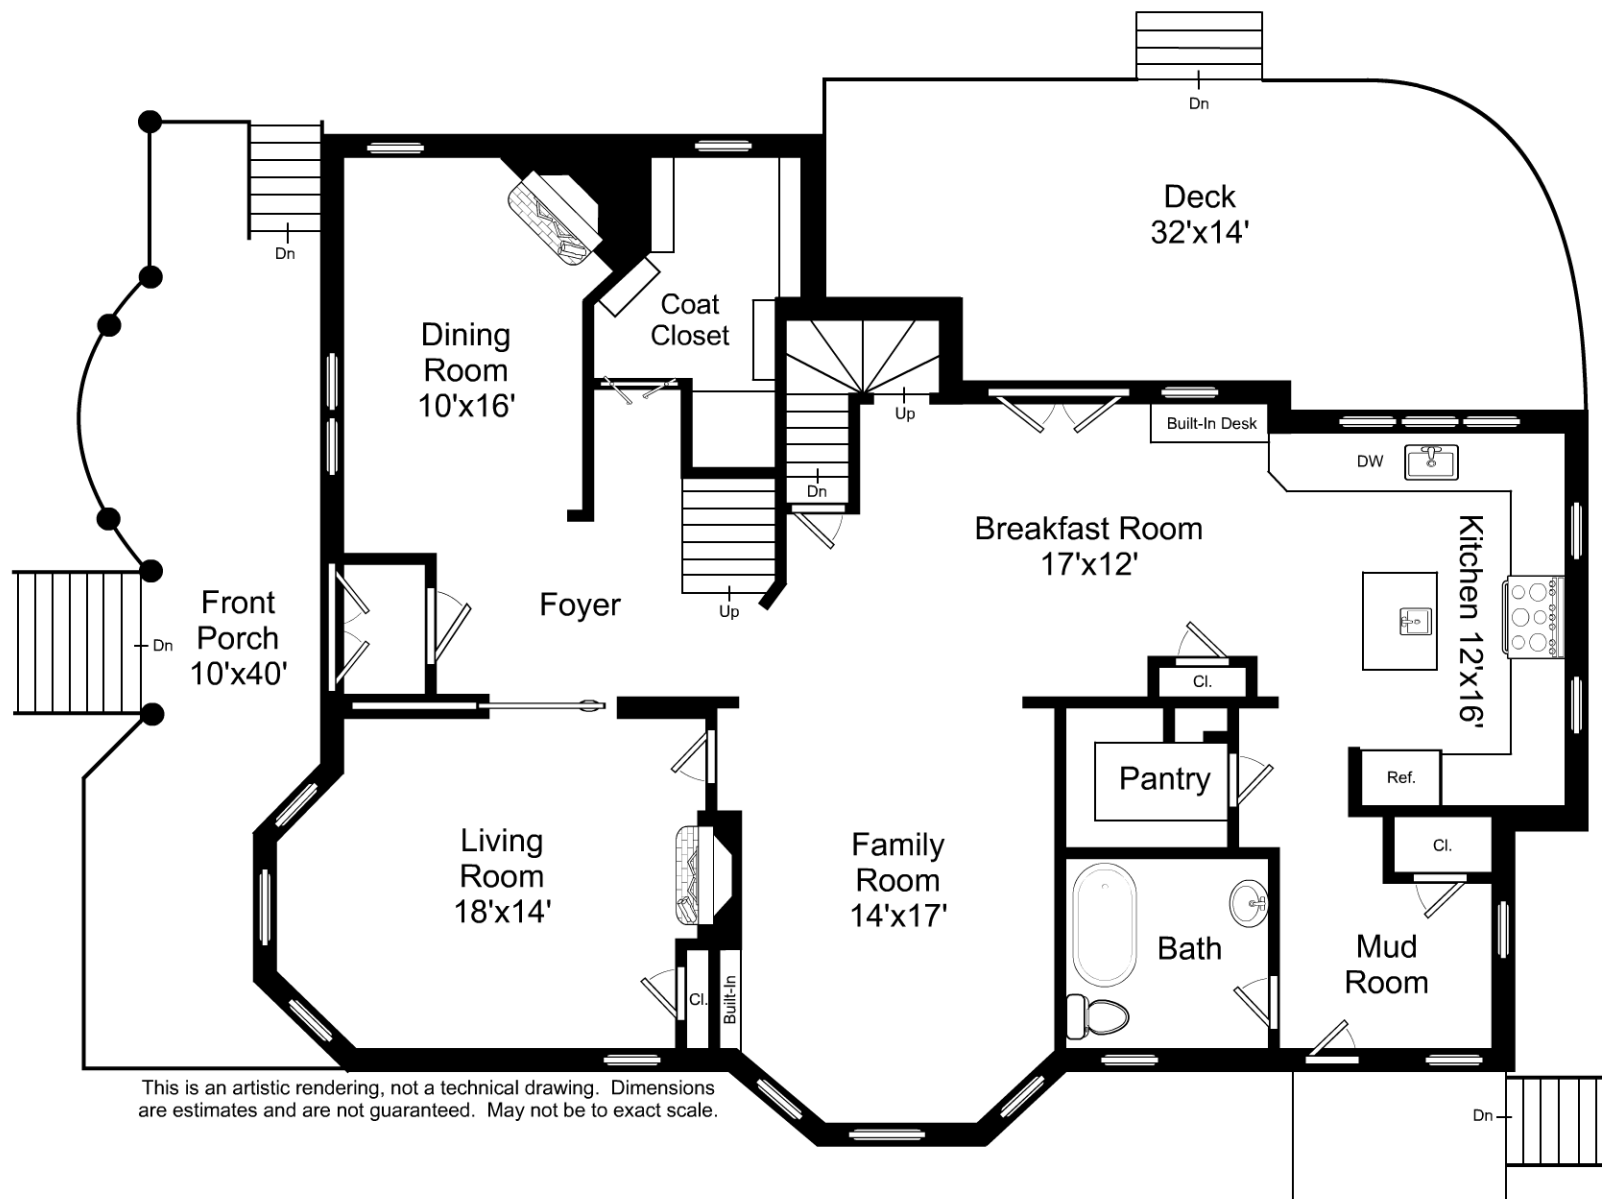 Dn
Deck
32'x14'
Dn
Coat
Closet
Dining
Room
10'x16'
Up
Built-In Desk
DW
Dn
Breakfast Room
17'x12'
Kitchen 12'x16'
Front
Porch
10'x40'
Dn
Foyer
Up
Cl.
Pantry
Ref.
Living
Room
18'x14'
Family
Room
14'x17'
Cl.
Bath
Mud
Room
Cl.
Built-In
This is an artistic rendering, not a technical drawing. Dimensions
are estimates and are not guaranteed. May not be to exact scale.
Dn